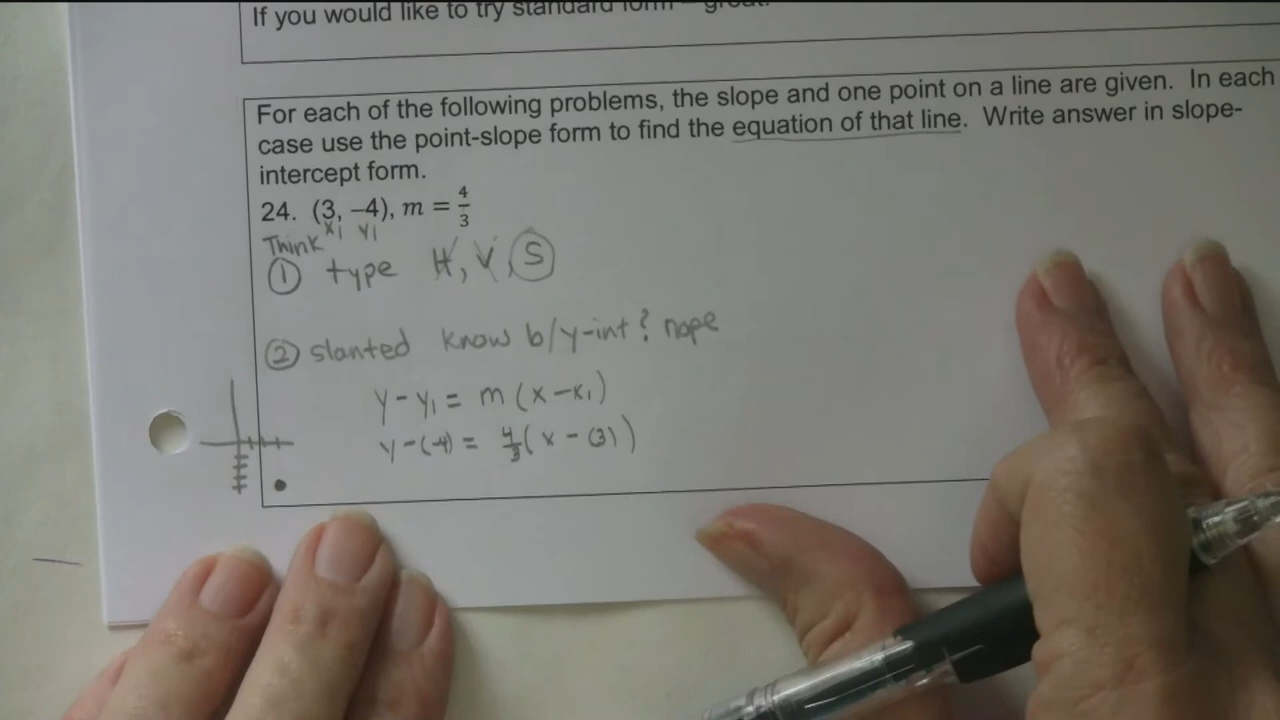 If you would like to try standard form – great.
For each of the following problems, the slope and one point on a line are given. In each
case use the point-slope form to find the equation of that line. Write answer in slope-
intercept form.
24. (3, –4), m = 4/3
Think x₁ y₁
① type H, V, S
② slanted know b/y-int? nope
y - y₁ = m (x - x₁)
y - (-4) = 4/3 (x - (3))